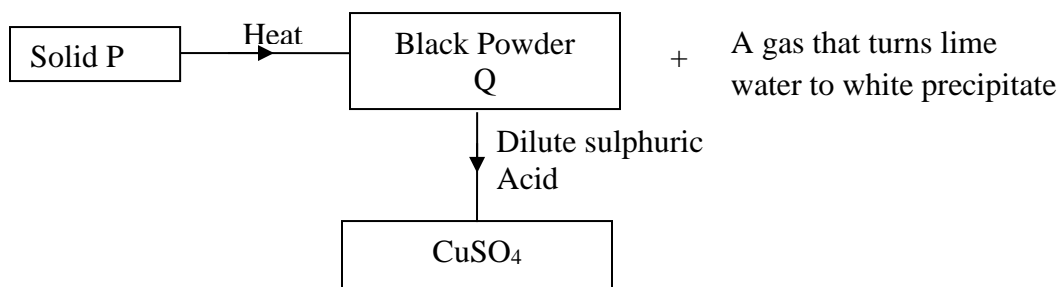 Heat
Solid P
Black Powder
Q
+
A gas that turns lime
water to white precipitate
Dilute sulphuric
Acid
CuSO₄